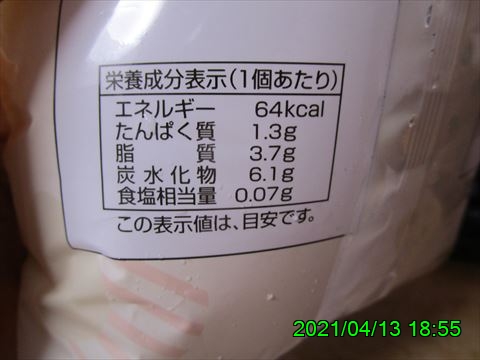 栄養成分表示(1個あたり)
エネルギー 64kcal
たんぱく質 1.3g
脂質 3.7g
炭水化物 6.1g
食塩相当量 0.07g
この表示値は、目安です。
2021/04/13 18:55